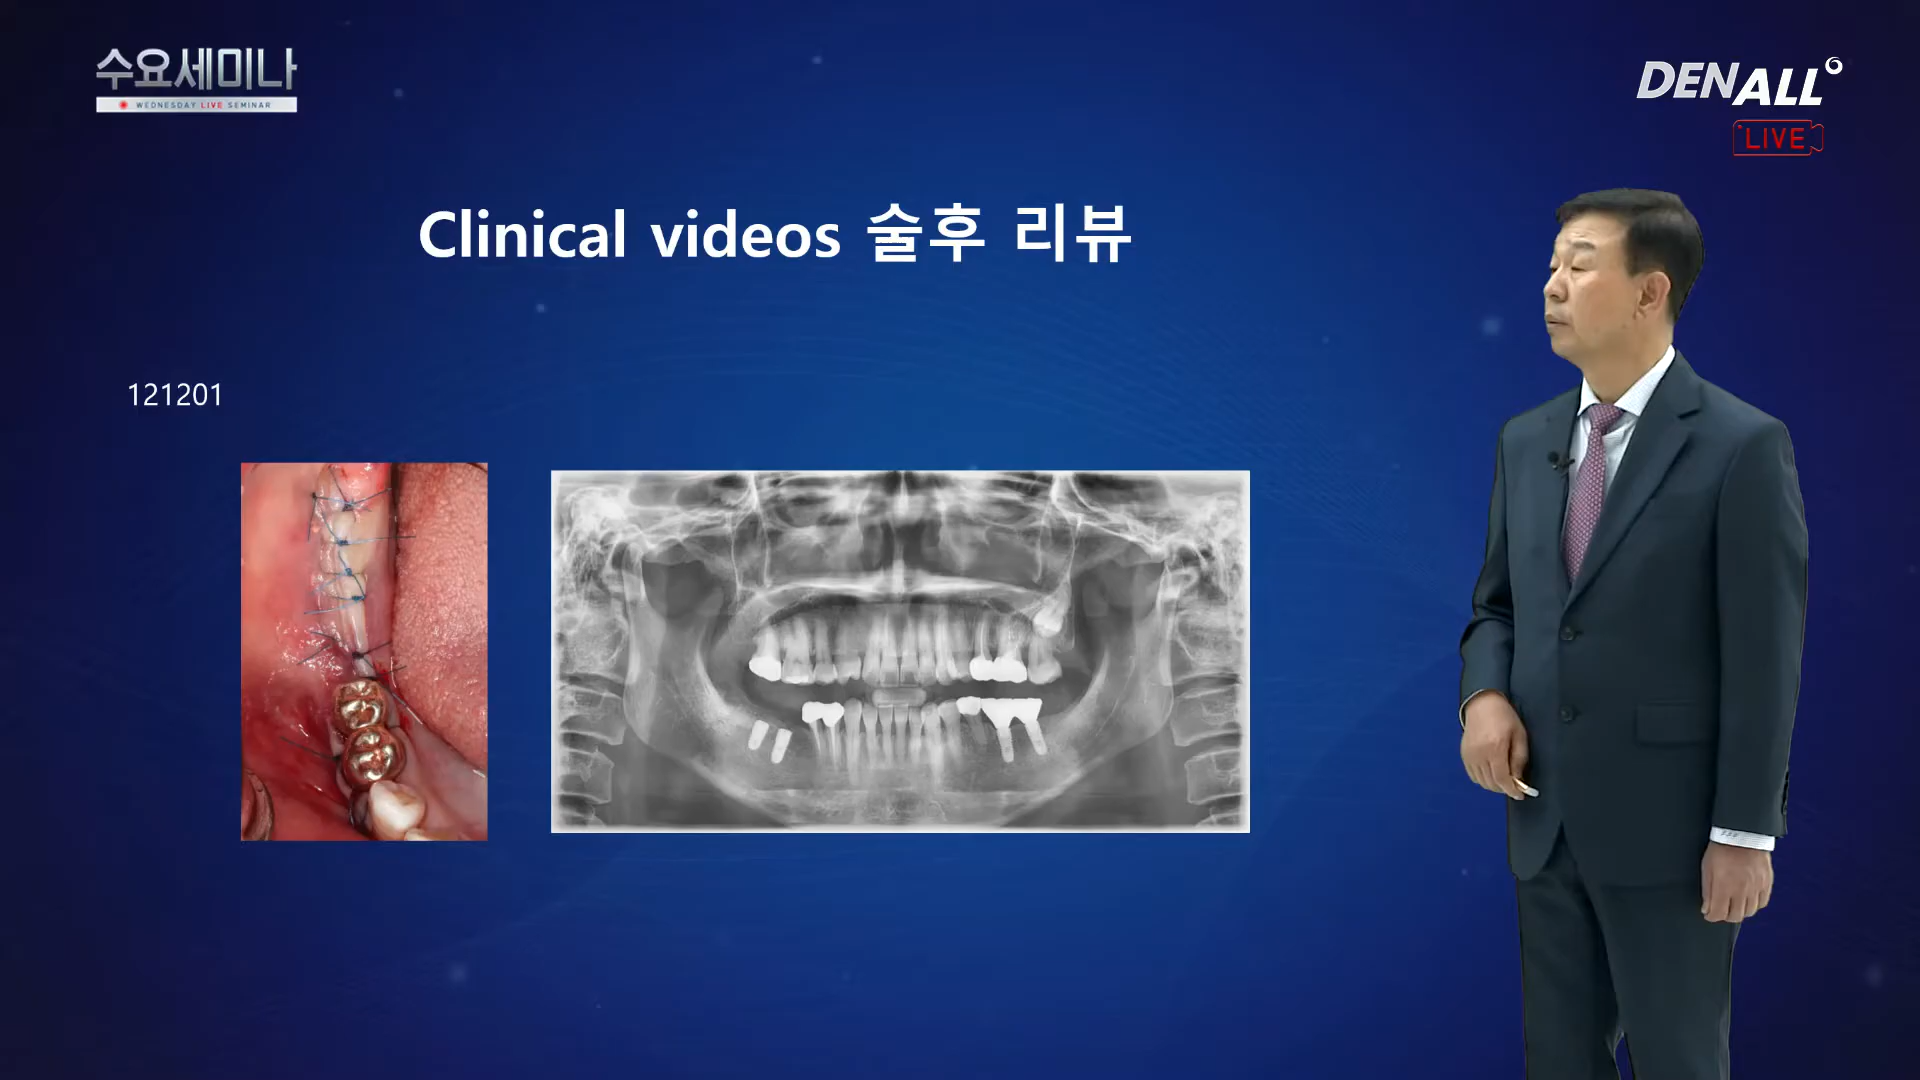 수요세미나
WEDNESDAY LIVE SEMINAR
DENALL
LIVE
Clinical videos 술후 리뷰
121201